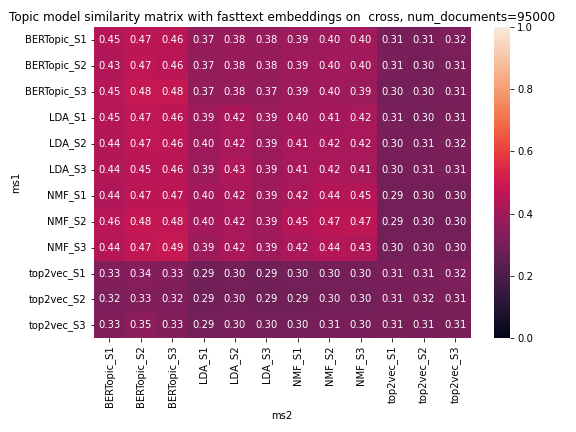 Topic model similarity matrix with fasttext embeddings on  cross, num_documents=95000
BERTopic_S1 0.45 0.47 0.46 0.37 0.38 0.38 0.39 0.40 0.40 0.31 0.31 0.32
BERTopic_S2 0.43 0.47 0.46 0.37 0.38 0.38 0.39 0.40 0.40 0.31 0.30 0.31
BERTopic_S3 0.45 0.48 0.48 0.37 0.38 0.37 0.39 0.40 0.39 0.30 0.30 0.31
LDA_S1 0.45 0.47 0.46 0.39 0.42 0.39 0.40 0.41 0.42 0.31 0.30 0.31
LDA_S2 0.44 0.47 0.46 0.40 0.42 0.39 0.42 0.42 0.42 0.30 0.31 0.31
LDA_S3 0.44 0.45 0.46 0.39 0.43 0.39 0.41 0.42 0.41 0.30 0.31 0.32
NMF_S1 0.44 0.47 0.47 0.40 0.42 0.39 0.42 0.44 0.45 0.29 0.30 0.30
NMF_S2 0.46 0.48 0.48 0.40 0.42 0.39 0.45 0.47 0.47 0.29 0.30 0.30
NMF_S3 0.44 0.47 0.49 0.39 0.42 0.39 0.42 0.44 0.43 0.30 0.30 0.30
top2vec_S1 0.33 0.34 0.33 0.29 0.30 0.29 0.30 0.30 0.30 0.31 0.31 0.32
top2vec_S2 0.32 0.33 0.32 0.29 0.30 0.29 0.29 0.30 0.30 0.31 0.32 0.31
top2vec_S3 0.33 0.35 0.33 0.29 0.30 0.30 0.30 0.31 0.30 0.31 0.31 0.31
BERTopic_S1 BERTopic_S2 BERTopic_S3 LDA_S1 LDA_S2 LDA_S3 NMF_S1 NMF_S2 NMF_S3 top2vec_S1 top2vec_S2 top2vec_S3
ms1
ms2
1.0
0.8
0.6
0.4
0.2
0.0